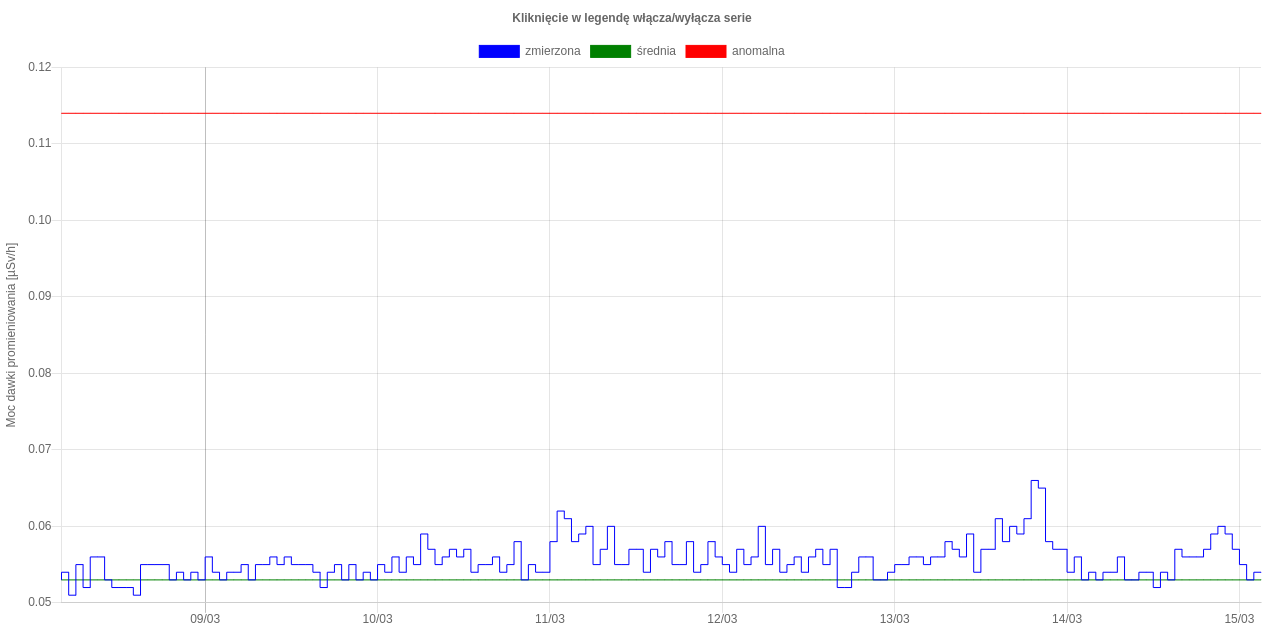 Kliknięcie w legendę włącza/wyłącza serie
zmierzona średnia anomalna
Moc dawki promieniowania [µSv/h]
0.12
0.11
0.10
0.09
0.08
0.07
0.06
0.05
09/03 10/03 11/03 12/03 13/03 14/03 15/03